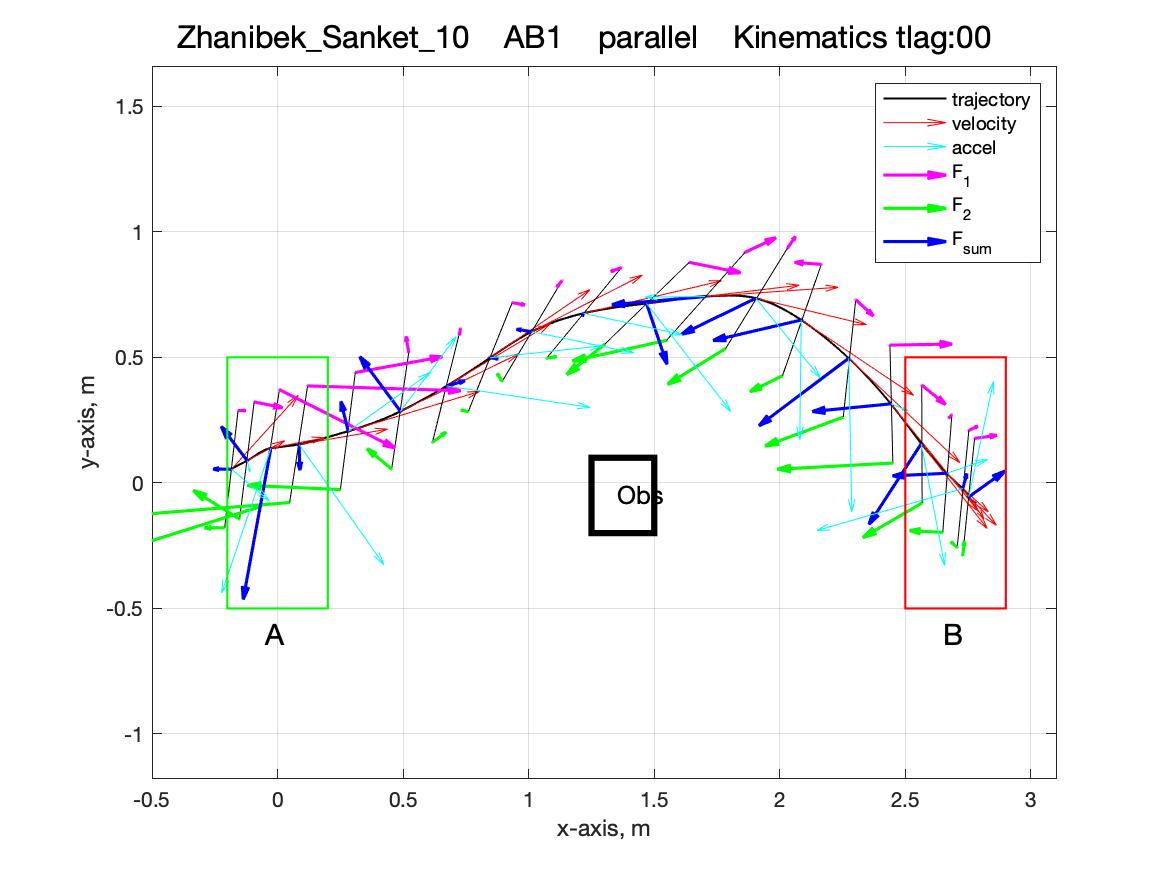 Zhanibek_Sanket_10 AB1 parallel Kinematics tlag:00
trajectory
velocity
accel
F1
F2
Fsum
1.5
1
0.5
0
-0.5
-1
y-axis, m
Obs
A
B
-0.5 0 0.5 1 1.5 2 2.5 3
x-axis, m